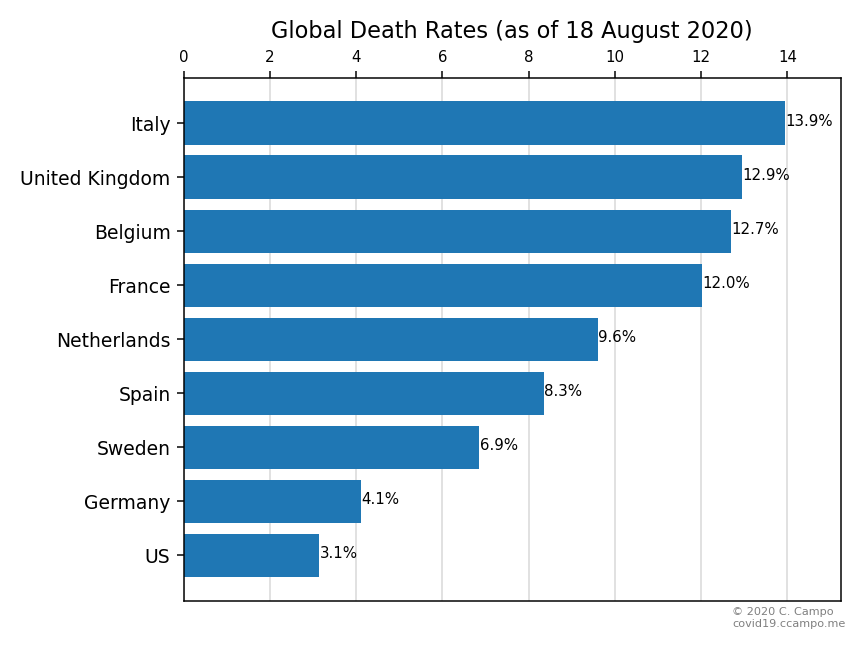 Global Death Rates (as of 18 August 2020)
0 2 4 6 8 10 12 14
Italy 13.9%
United Kingdom 12.9%
Belgium 12.7%
France 12.0%
Netherlands 9.6%
Spain 8.3%
Sweden 6.9%
Germany 4.1%
US 3.1%
© 2020 C. Campo
covid19.ccampo.me